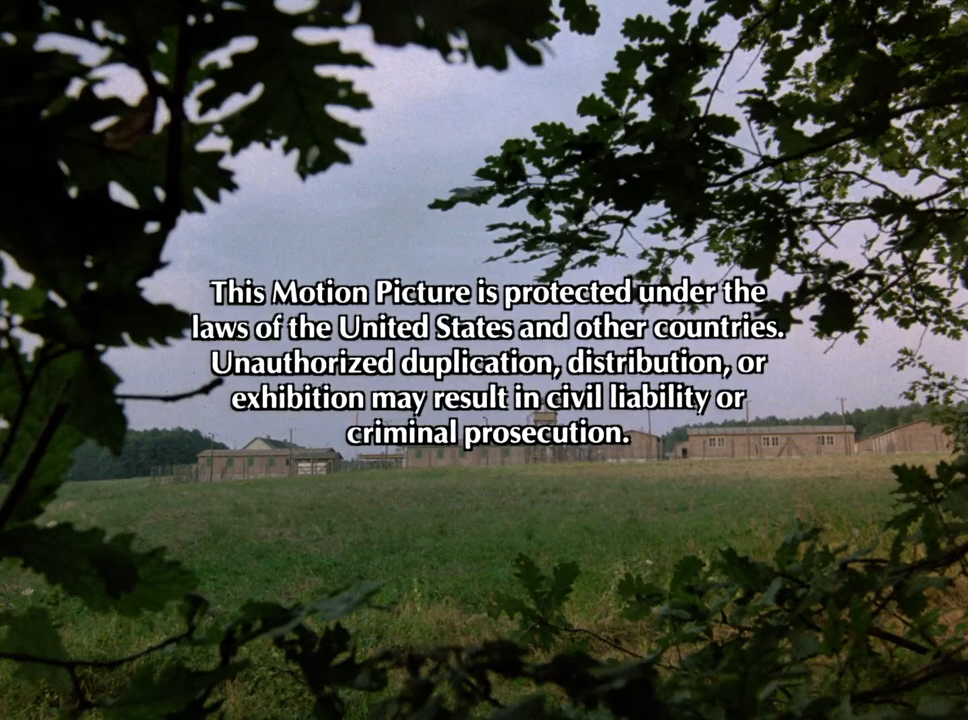 This Motion Picture is protected under the
laws of the United States and other countries.
Unauthorized duplication, distribution, or
exhibition may result in civil liability or
criminal prosecution.